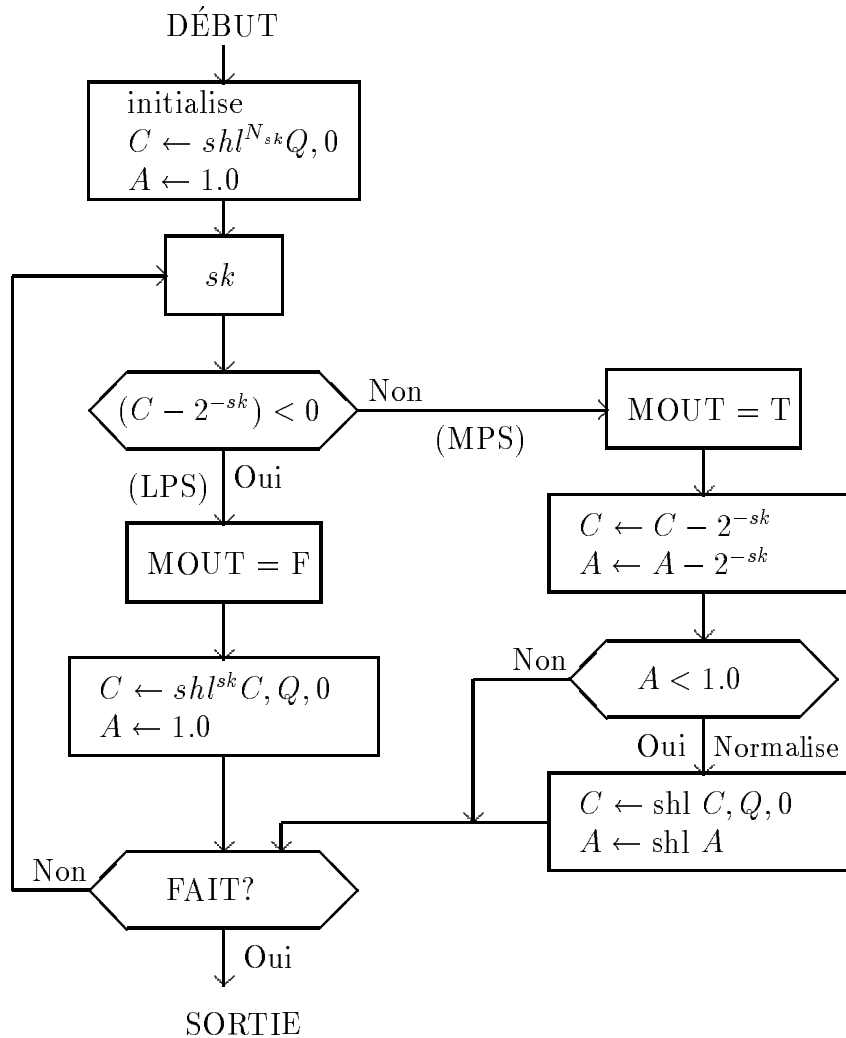 DÉBUT
initialise
C ← shl^{N_{sk}} Q, 0
A ← 1.0
sk
(C − 2^{−sk}) < 0
Non
(MPS)
MOUT = T
(LPS)
Oui
C ← C − 2^{−sk}
A ← A − 2^{−sk}
MOUT = F
Non
A < 1.0
C ← shl^{sk} C, Q, 0
A ← 1.0
Oui
Normalise
C ← shl C, Q, 0
A ← shl A
Non
FAIT?
Oui
SORTIE